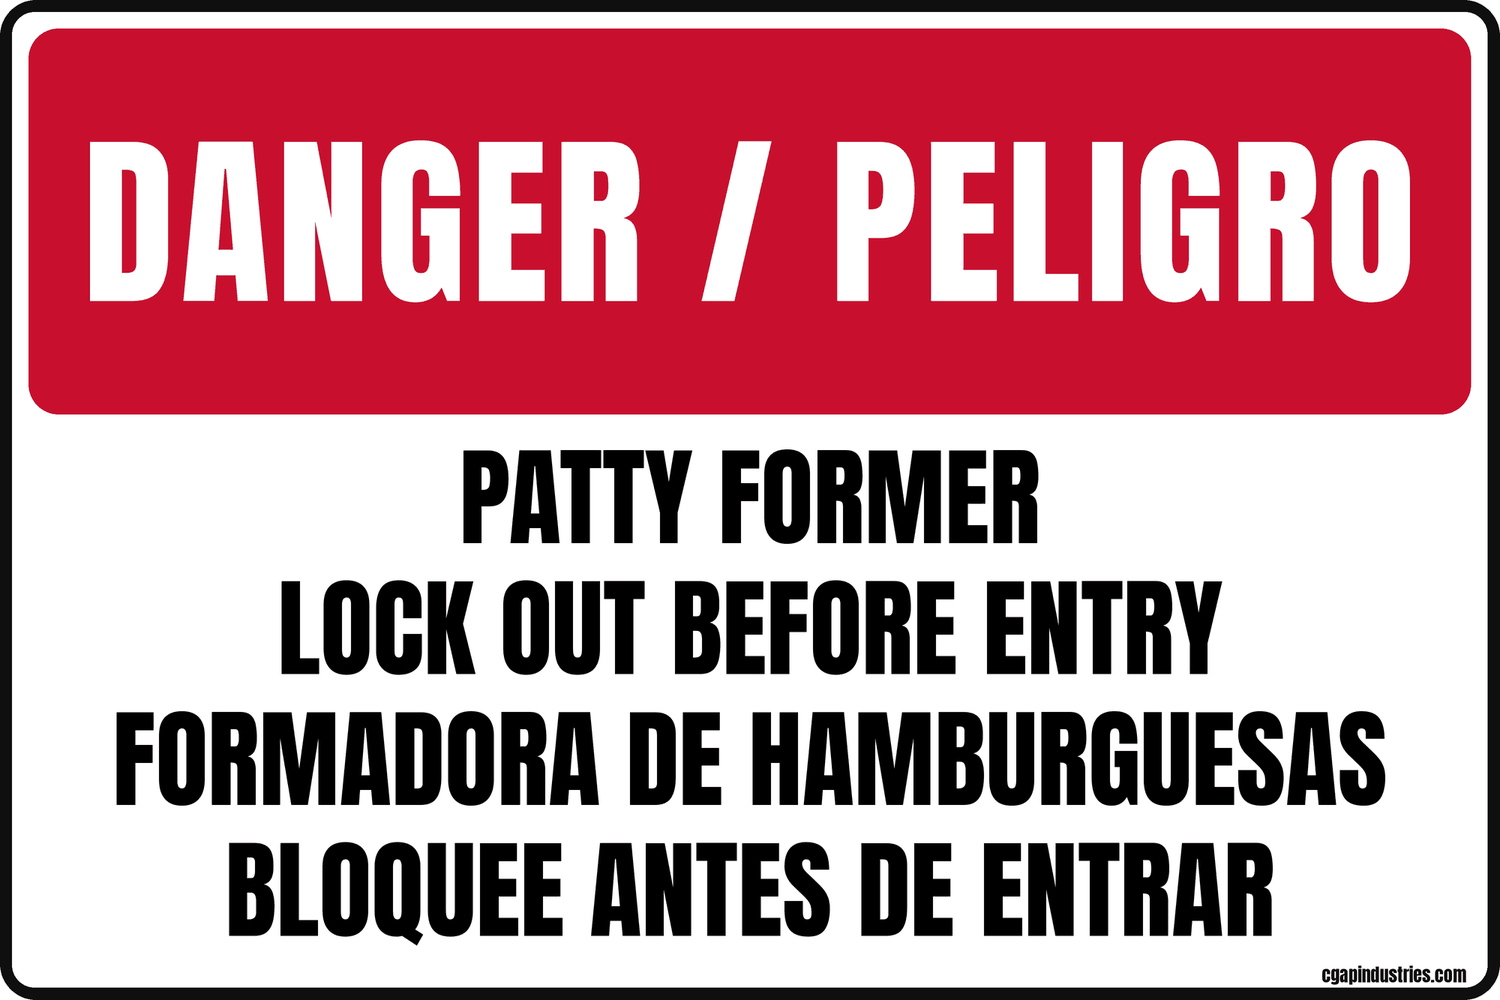 DANGER / PELIGRO
PATTY FORMER
LOCK OUT BEFORE ENTRY
FORMADORA DE HAMBURGUESAS
BLOQUEE ANTES DE ENTRAR
cgapindustries.com